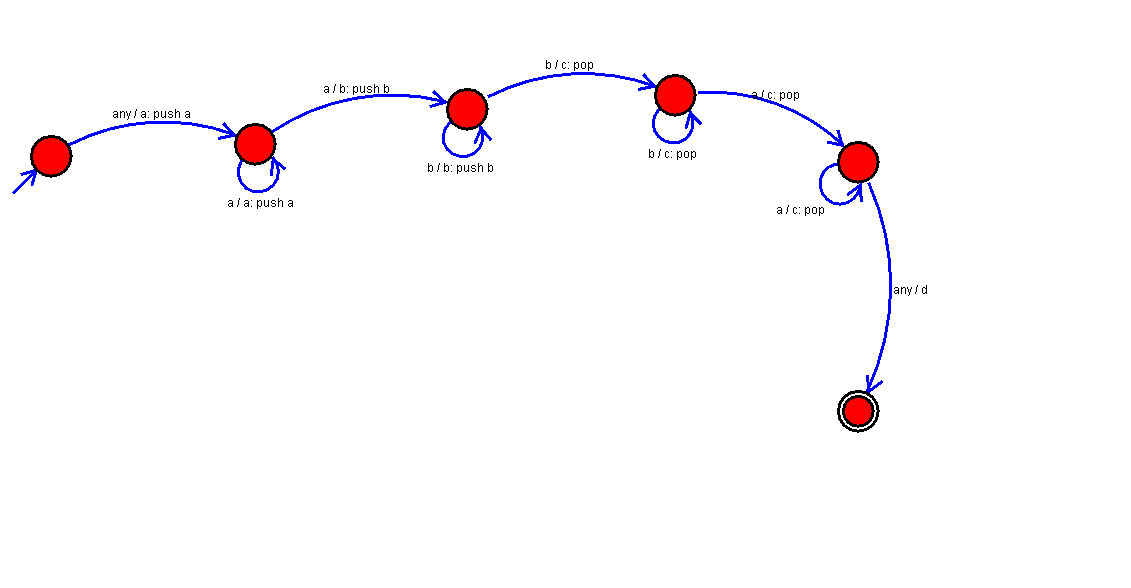 any / a: push a
a / a: push a
a / b: push b
b / b: push b
b / c: pop
b / c: pop
a / c: pop
a / c: pop
any / d